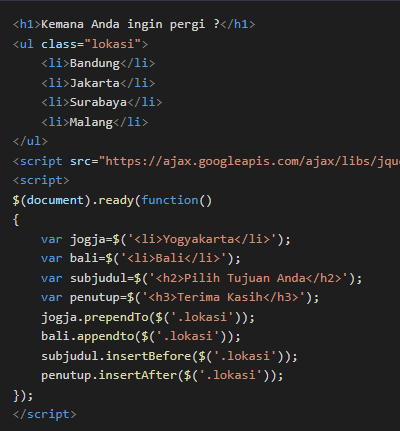 <h1>Kemana Anda ingin pergi ?</h1>
<ul class="lokasi">
    <li>Bandung</li>
    <li>Jakarta</li>
    <li>Surabaya</li>
    <li>Malang</li>
</ul>
<script src="https://ajax.googleapis.com/ajax/libs/jqu
<script>
$(document).ready(function()
{
    var jogja=$('<li>Yogyakarta</li>');
    var bali=$('<li>Bali</li>');
    var subjudul=$('<h2>Pilih Tujuan Anda</h2>');
    var penutup=$('<h3>Terima Kasih</h3>');
    jogja.prependTo($('.lokasi'));
    bali.appendto($('.lokasi'));
    subjudul.insertBefore($('.lokasi'));
    penutup.insertAfter($('.lokasi'));
});
</script>